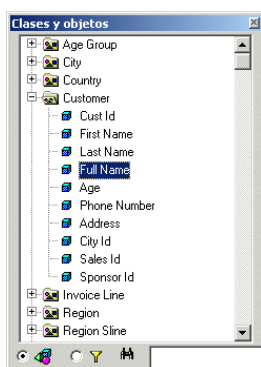 Clases y objetos
Age Group
City
Country
Customer
Cust Id
First Name
Last Name
Full Name
Age
Phone Number
Address
City Id
Sales Id
Sponsor Id
Invoice Line
Region
Region Sline